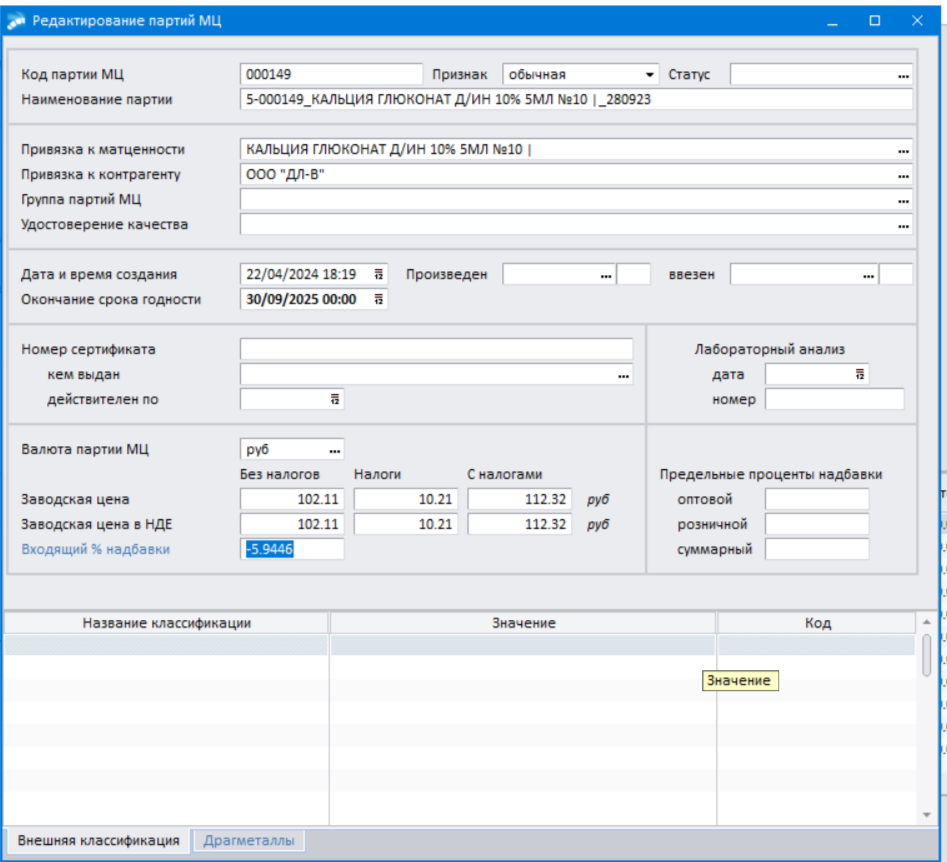 Редактирование партий МЦ
Код партии МЦ 000149 Признак обычная Статус ...
Наименование партии 5-000149_КАЛЬЦИЯ ГЛЮКОНАТ Д/ИН 10% 5МЛ №10 |_280923
Привязка к матценности КАЛЬЦИЯ ГЛЮКОНАТ Д/ИН 10% 5МЛ №10 | ...
Привязка к контрагенту ООО "ДЛ-В" ...
Группа партий МЦ ...
Удостоверение качества ...
Дата и время создания 22/04/2024 18:19 Произведен ... ввезен ...
Окончание срока годности 30/09/2025 00:00
Номер сертификата Лабораторный анализ
кем выдан ... дата
действителен по номер
Валюта партии МЦ руб ...
Без налогов Налоги С налогами Предельные проценты надбавки
Заводская цена 102.11 10.21 112.32 руб оптовой
Заводская цена в НДЕ 102.11 10.21 112.32 руб розничной
Входящий % надбавки -5.9446 суммарный
Название классификации Значение Код
Значение
Внешняя классификация Драгметаллы